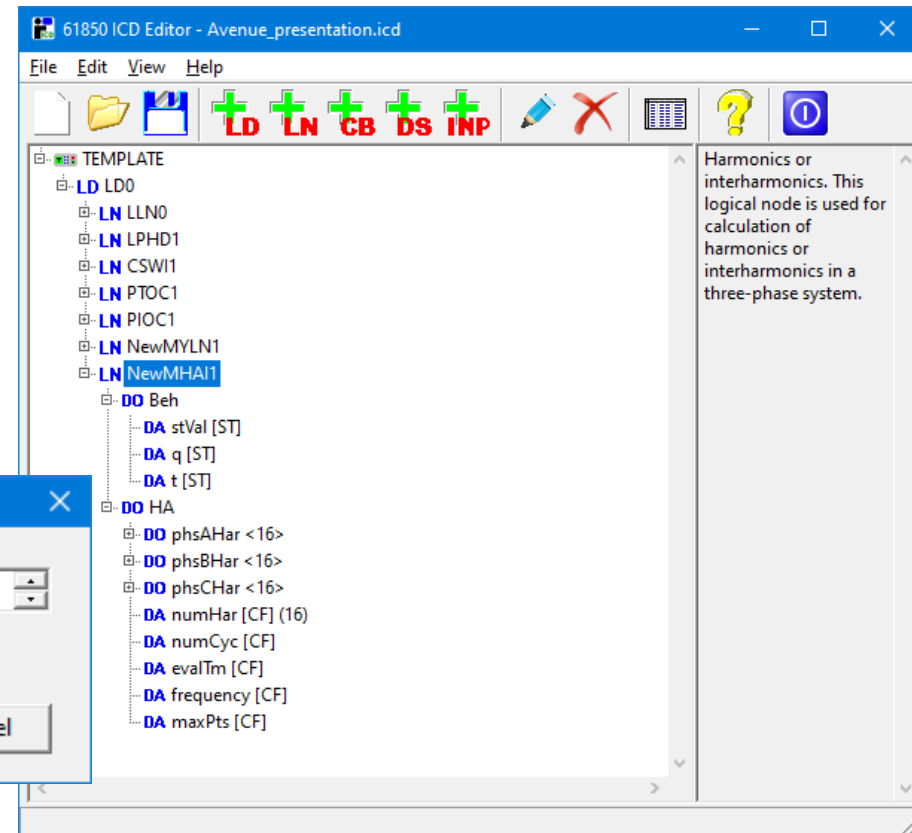 61850 ICD Editor - Avenue_presentation.icd
File Edit View Help
LD LN CB DS INP
TEMPLATE
LD LD0
LN LLN0
LN LPHD1
LN CSWI1
LN PTOC1
LN PIOC1
LN NewMYLN1
LN NewMHAI1
DO Beh
DA stVal [ST]
DA q [ST]
DA t [ST]
DO HA
DO phsAHar <16>
DO phsBHar <16>
DO phsCHar <16>
DA numHar [CF] (16)
DA numCyc [CF]
DA evalTm [CF]
DA frequency [CF]
DA maxPts [CF]
Harmonics or
interharmonics. This
logical node is used for
calculation of
harmonics or
interharmonics in a
three-phase system.
el